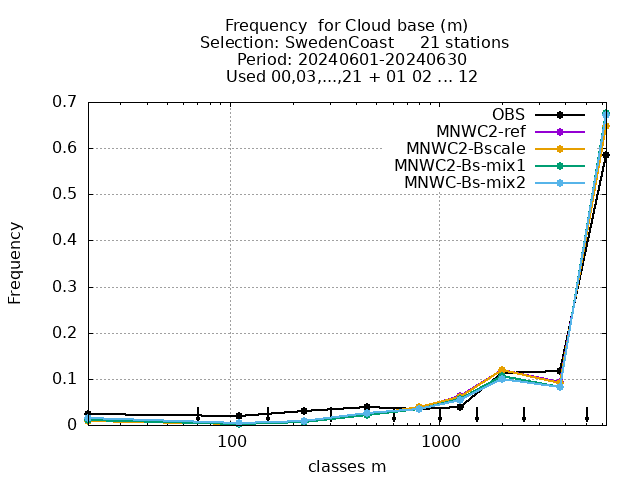 Frequency  for Cloud base (m)
Selection: SwedenCoast     21 stations
Period: 20240601-20240630
Used 00,03,...,21 + 01 02 ... 12
0.7
0.6
0.5
0.4
0.3
0.2
0.1
0
Frequency
OBS
MNWC2-ref
MNWC2-Bscale
MNWC2-Bs-mix1
MNWC-Bs-mix2
100
1000
classes m